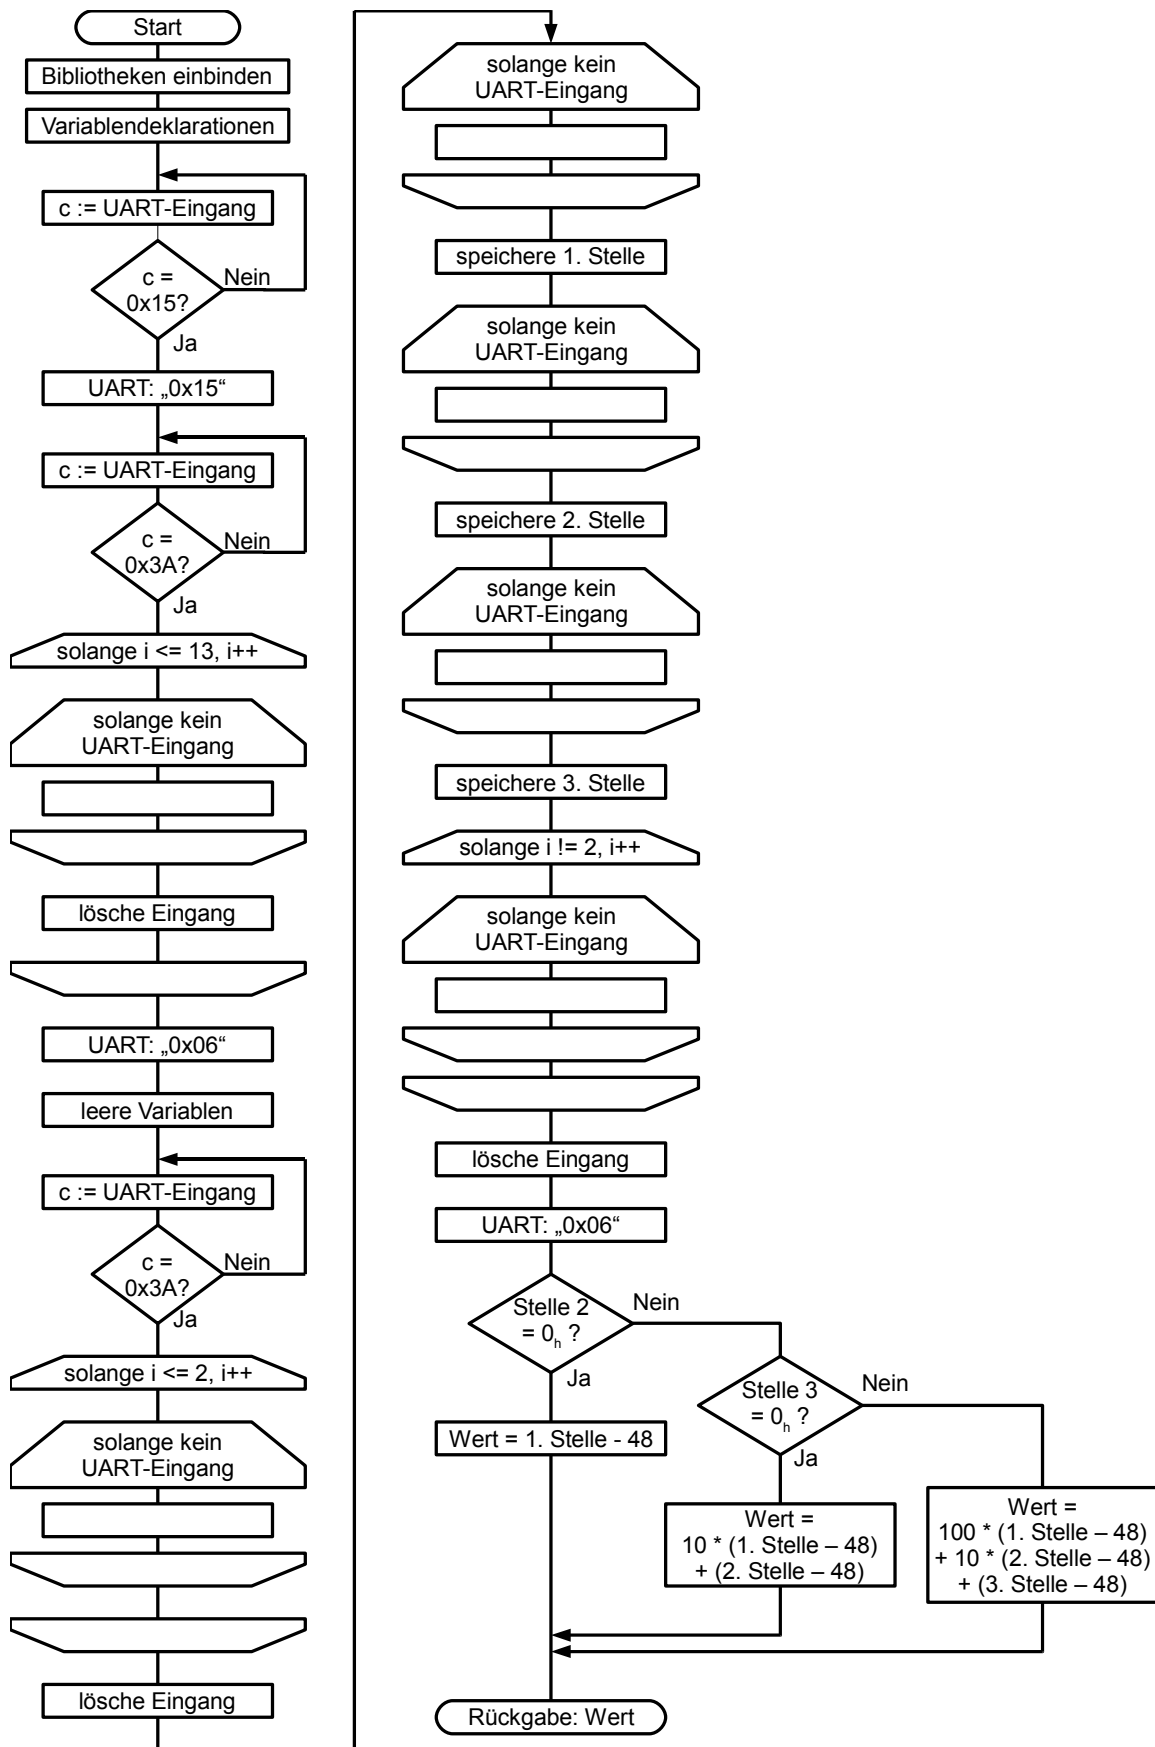 Start
Bibliotheken einbinden
Variablendeklarationen
c := UART-Eingang
c =
0x15?
Nein
Ja
UART: „0x15“
c := UART-Eingang
c =
0x3A?
Nein
Ja
solange i <= 13, i++
solange kein
UART-Eingang
lösche Eingang
UART: „0x06“
leere Variablen
c := UART-Eingang
c =
0x3A?
Nein
Ja
solange i <= 2, i++
solange kein
UART-Eingang
lösche Eingang
solange kein
UART-Eingang
speichere 1. Stelle
solange kein
UART-Eingang
speichere 2. Stelle
solange kein
UART-Eingang
speichere 3. Stelle
solange i != 2, i++
solange kein
UART-Eingang
lösche Eingang
UART: „0x06“
Stelle 2
= 0h ?
Nein
Ja
Wert = 1. Stelle - 48
Stelle 3
= 0h ?
Nein
Ja
Wert =
10 * (1. Stelle – 48)
+ (2. Stelle – 48)
Wert =
100 * (1. Stelle – 48)
+ 10 * (2. Stelle – 48)
+ (3. Stelle – 48)
Rückgabe: Wert